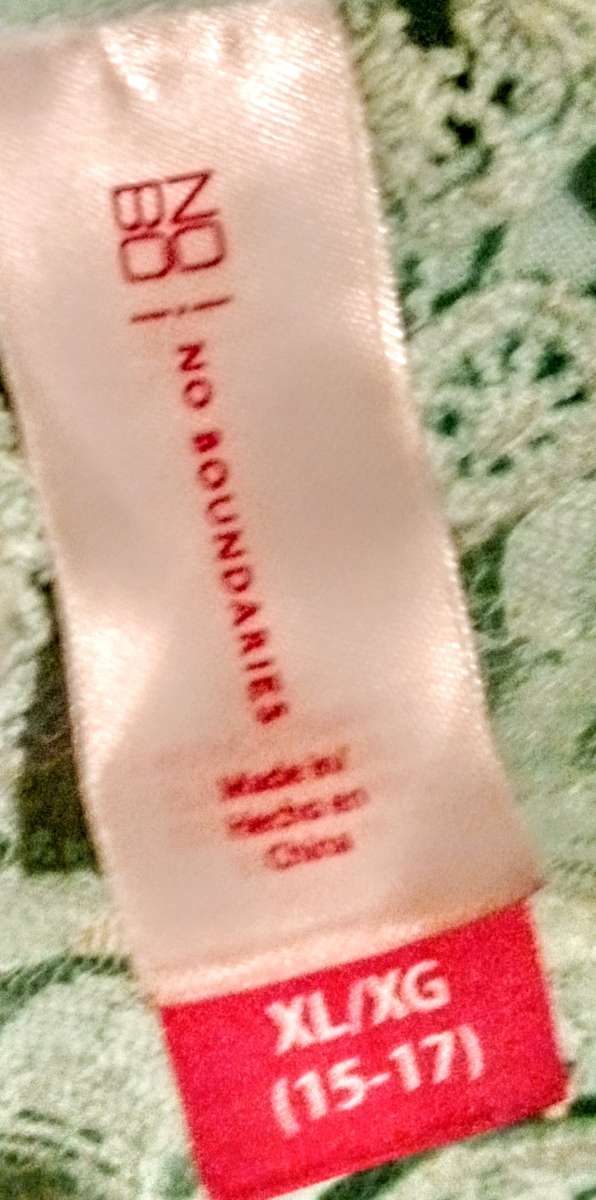 NO
BO
NO BOUNDARIES
Made in/
Hecho en
China
XL/XG
(15-17)